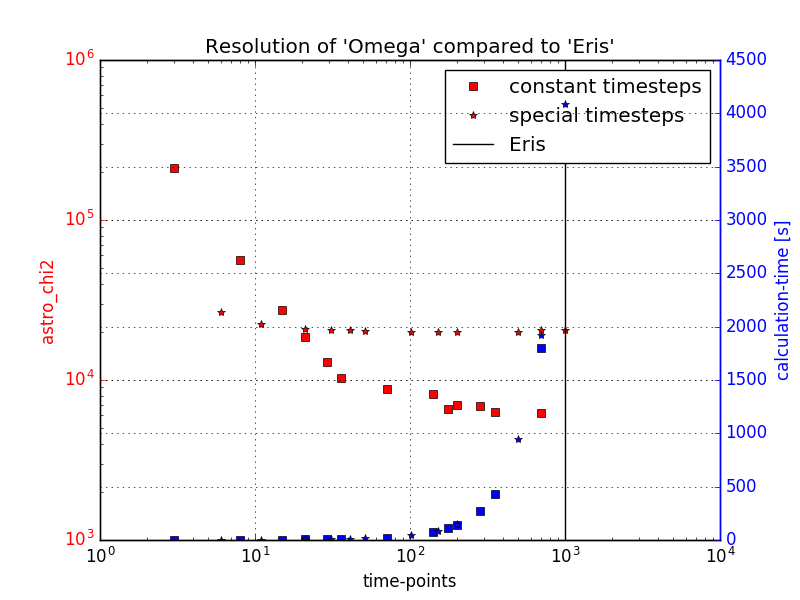 Resolution of 'Omega' compared to 'Eris'
constant timesteps
special timesteps
Eris
astro_chi2
10^6
10^5
10^4
10^3
calculation-time [s]
4500
4000
3500
3000
2500
2000
1500
1000
500
0
10^0 10^1 10^2 10^3 10^4
time-points